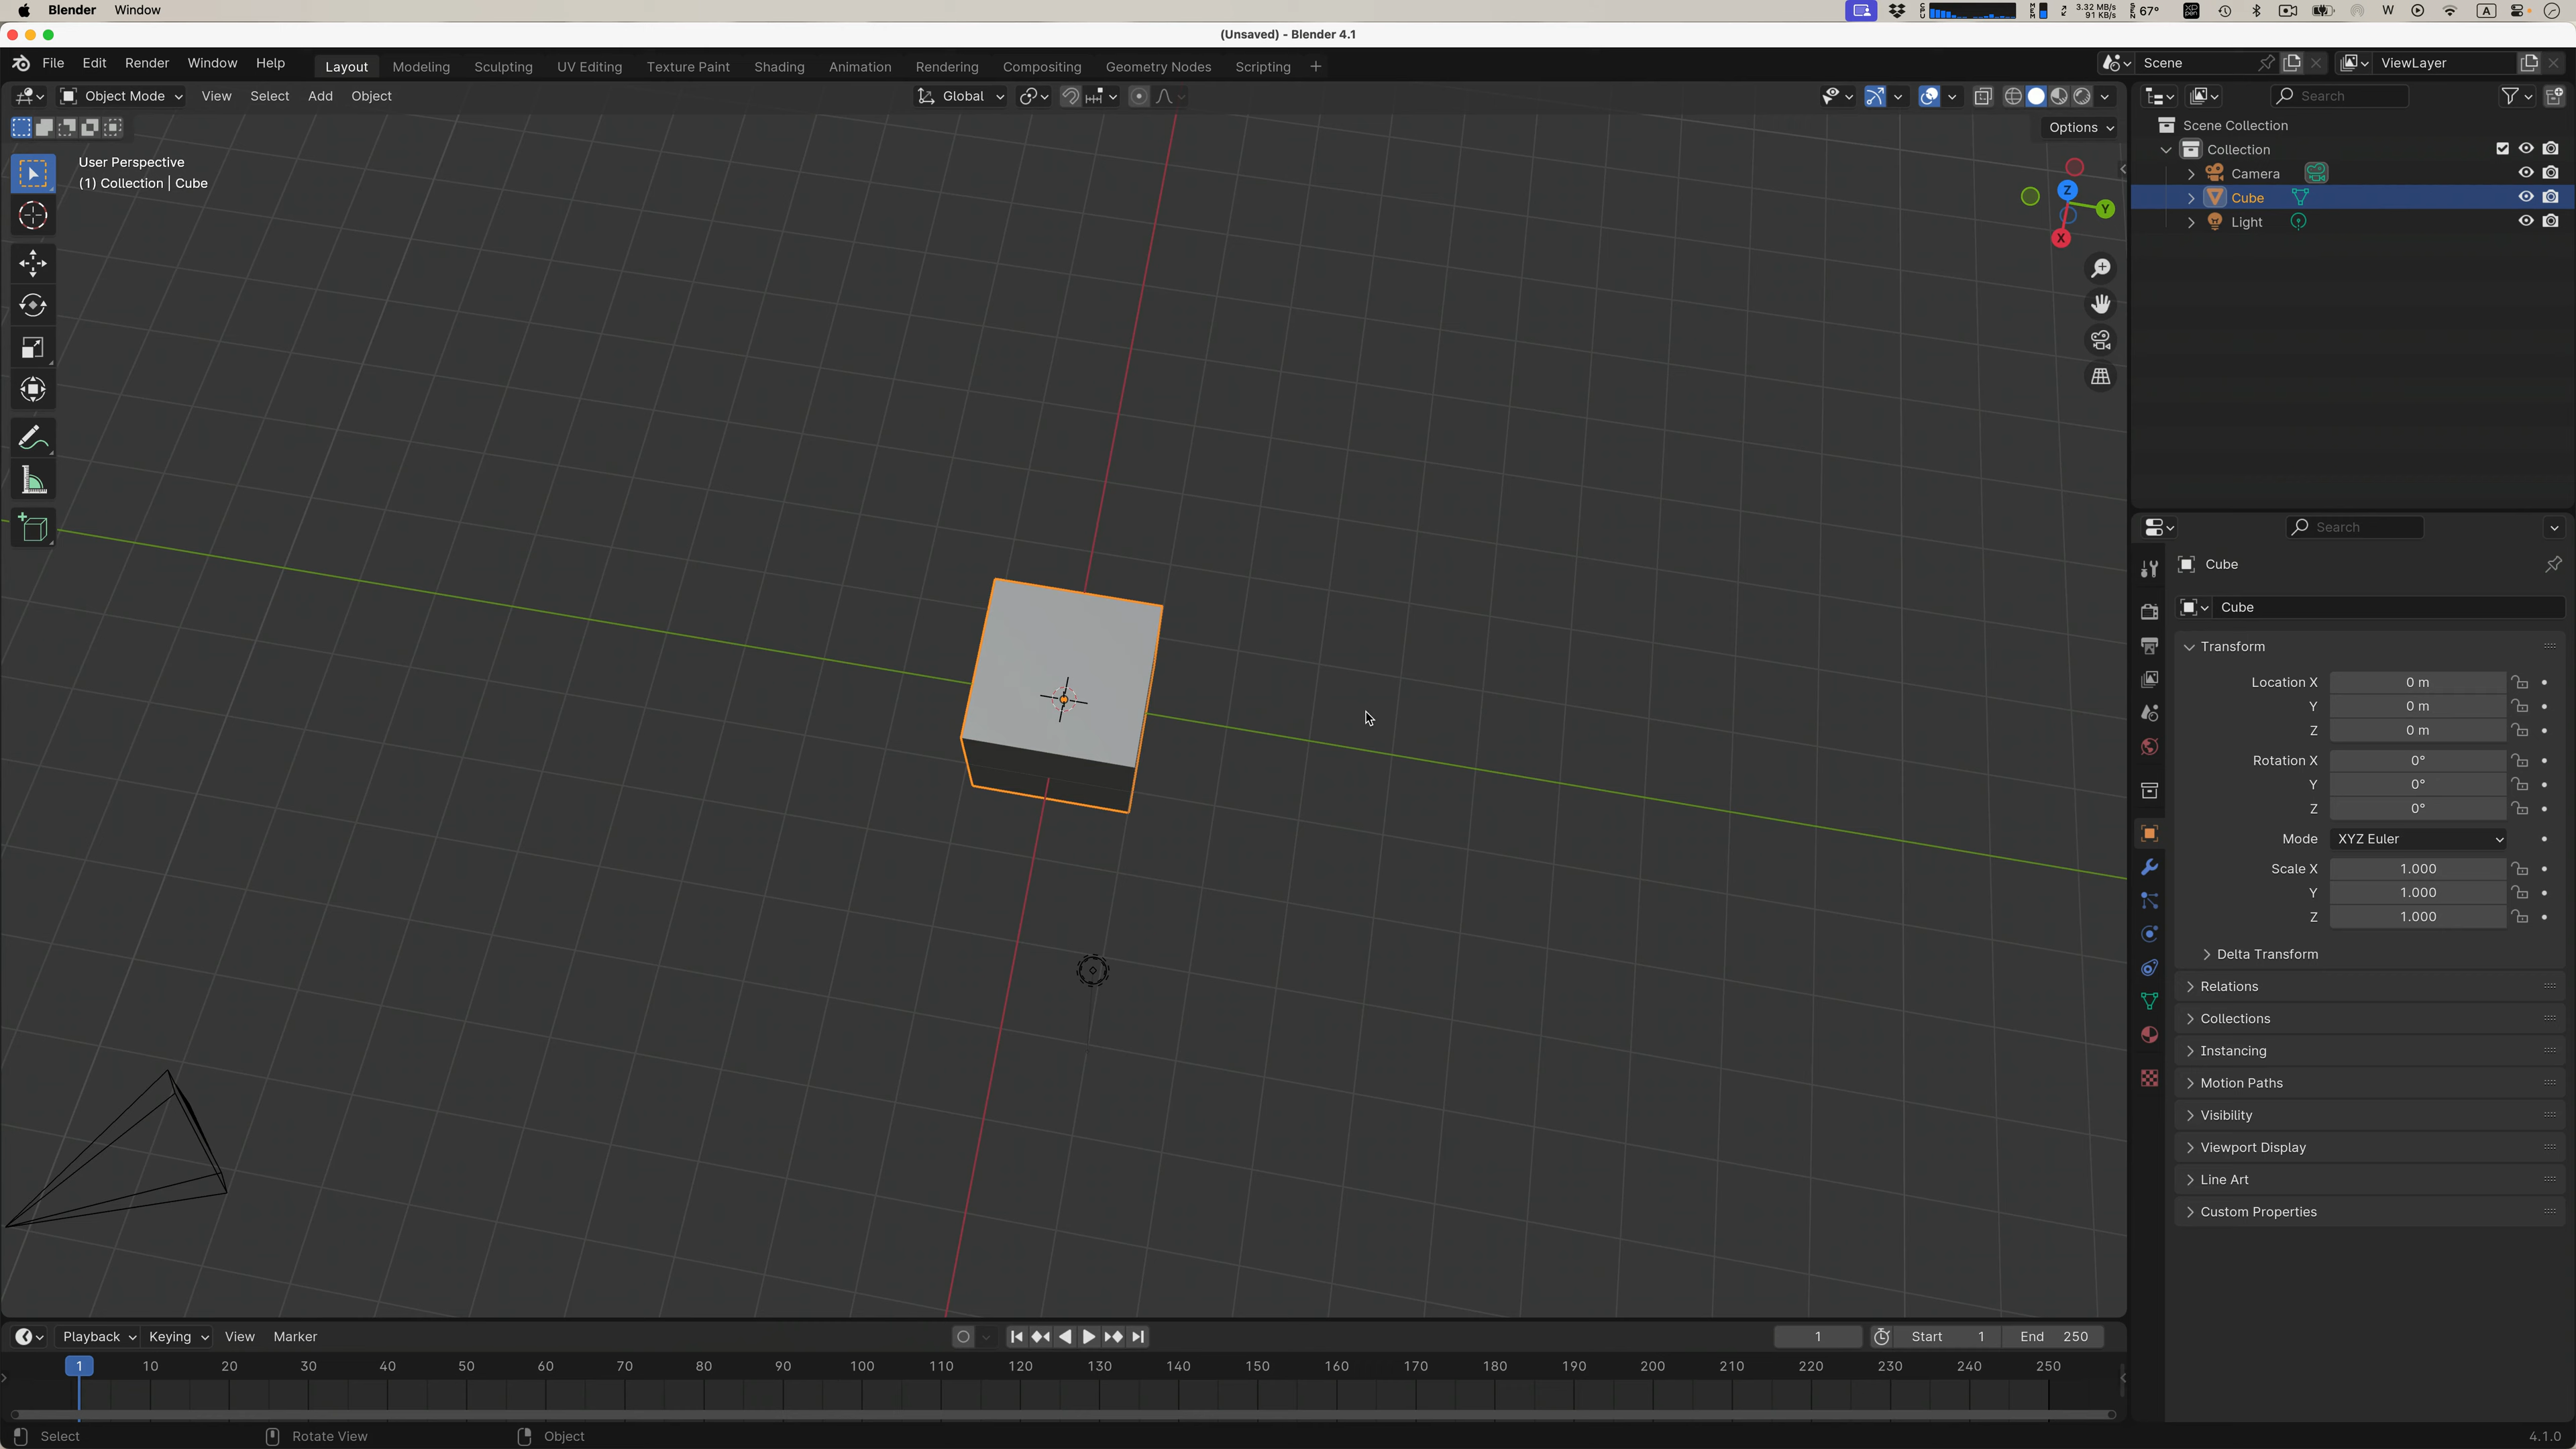 Blender Window
3.32 MB/s
91 KB/s
67°
W
A
(Unsaved) - Blender 4.1
File Edit Render Window Help Layout Modeling Sculpting UV Editing Texture Paint Shading Animation Rendering Compositing Geometry Nodes Scripting + Scene ViewLayer
Object Mode View Select Add Object Global Search
Options
User Perspective
(1) Collection | Cube
Z
Y
X
Scene Collection
Collection
Camera
Cube
Light
Search
Cube
Cube
Transform
Location X 0 m
Y 0 m
Z 0 m
Rotation X 0°
Y 0°
Z 0°
Mode XYZ Euler
Scale X 1.000
Y 1.000
Z 1.000
Delta Transform
Relations
Collections
Instancing
Motion Paths
Visibility
Viewport Display
Line Art
Custom Properties
Playback Keying View Marker 1 Start 1 End 250
1 10 20 30 40 50 60 70 80 90 100 110 120 130 140 150 160 170 180 190 200 210 220 230 240 250
Select Rotate View Object 4.1.0